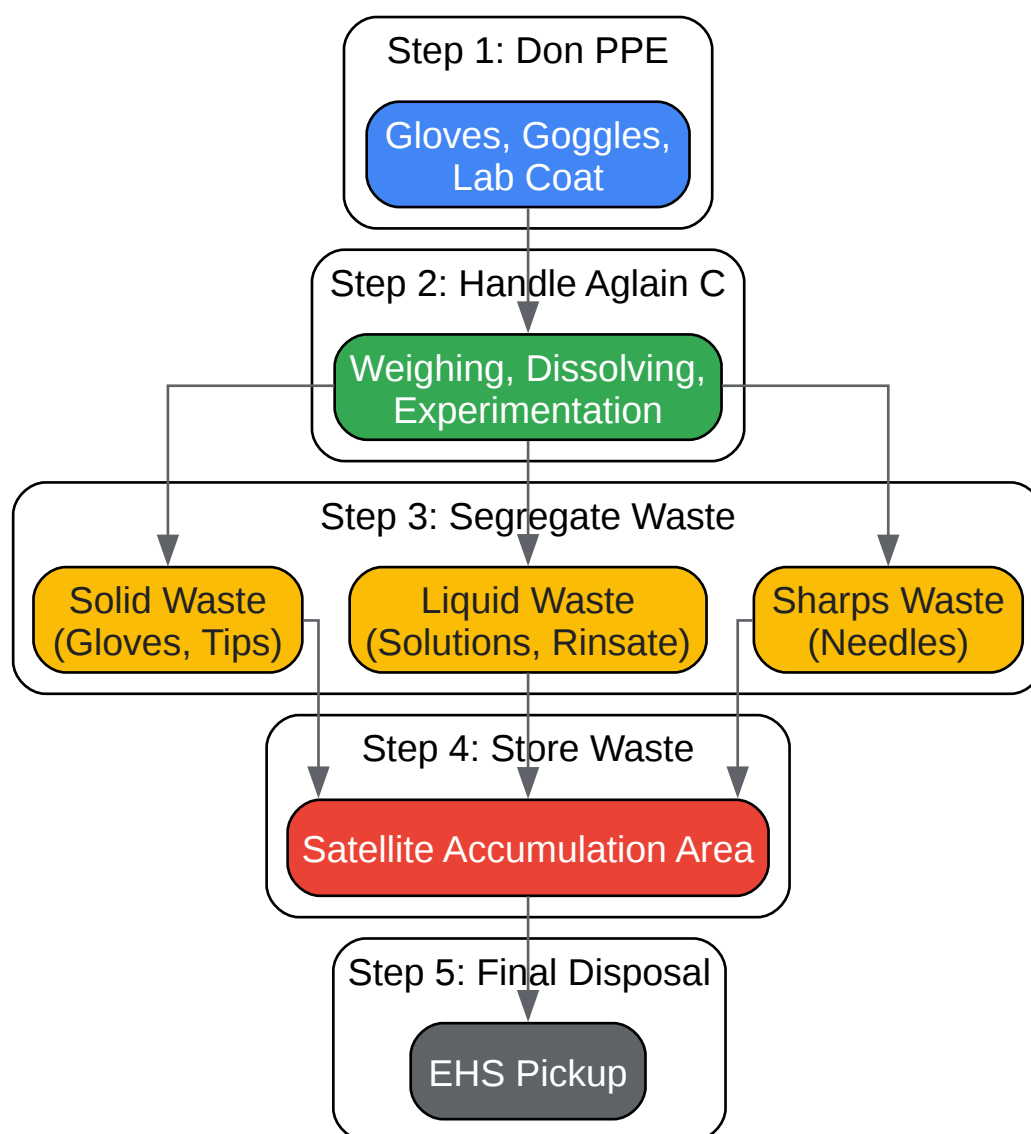 Step 1: Don PPE
Gloves, Goggles,
Lab Coat
Step 2: Handle Aglain C
Weighing, Dissolving,
Experimentation
Step 3: Segregate Waste
Solid Waste
(Gloves, Tips)
Liquid Waste
(Solutions, Rinsate)
Sharps Waste
(Needles)
Step 4: Store Waste
Satellite Accumulation Area
Step 5: Final Disposal
EHS Pickup